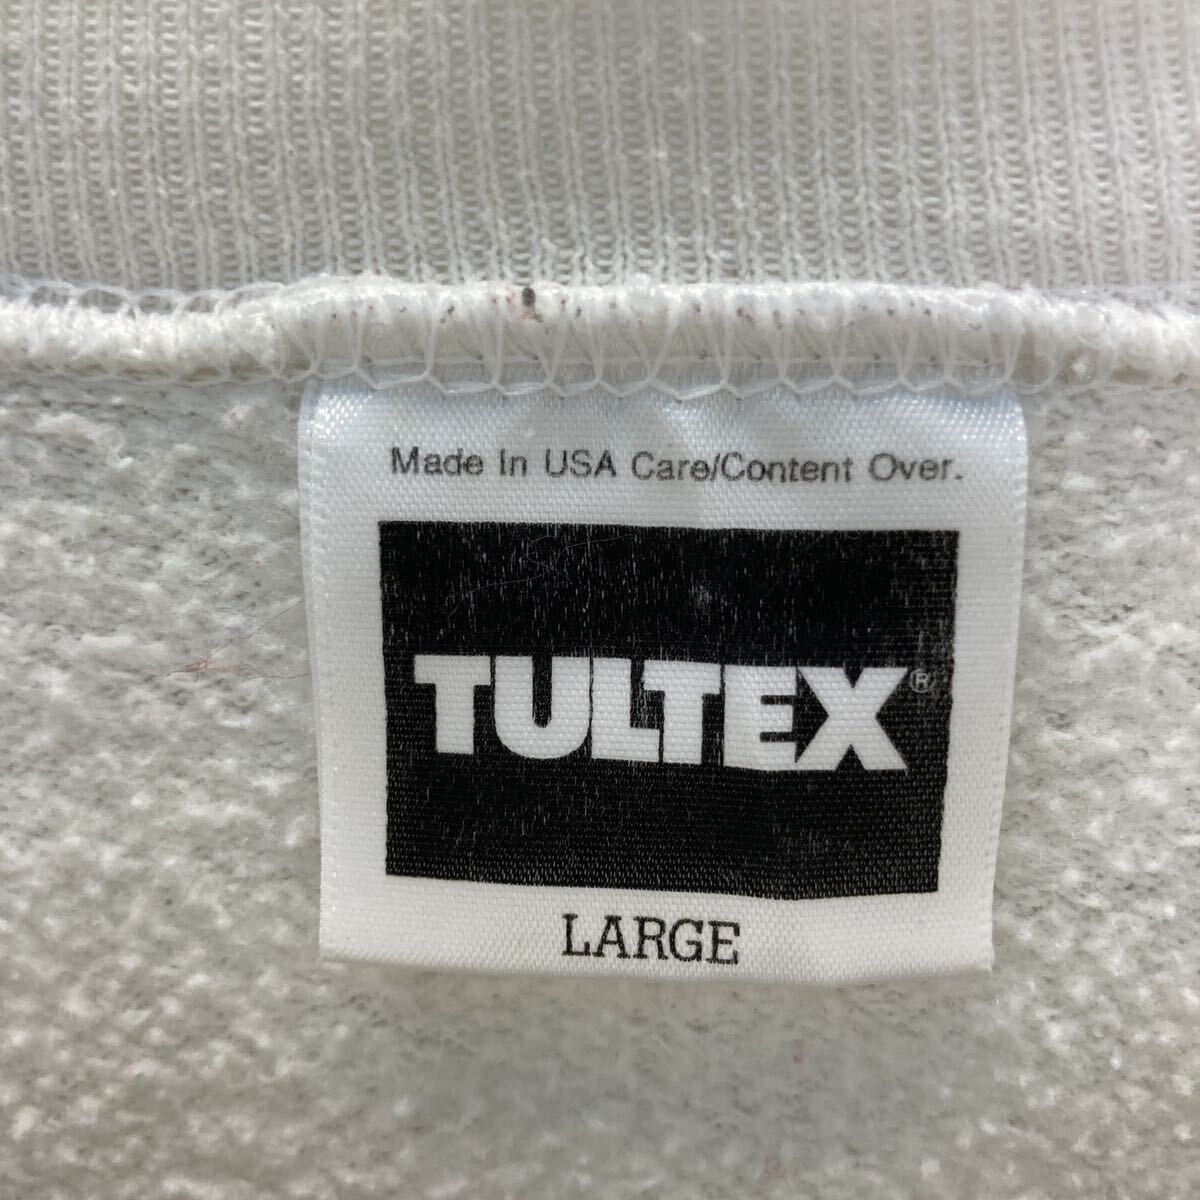 Made In USA Care/Content Over.
TULTEX®
LARGE